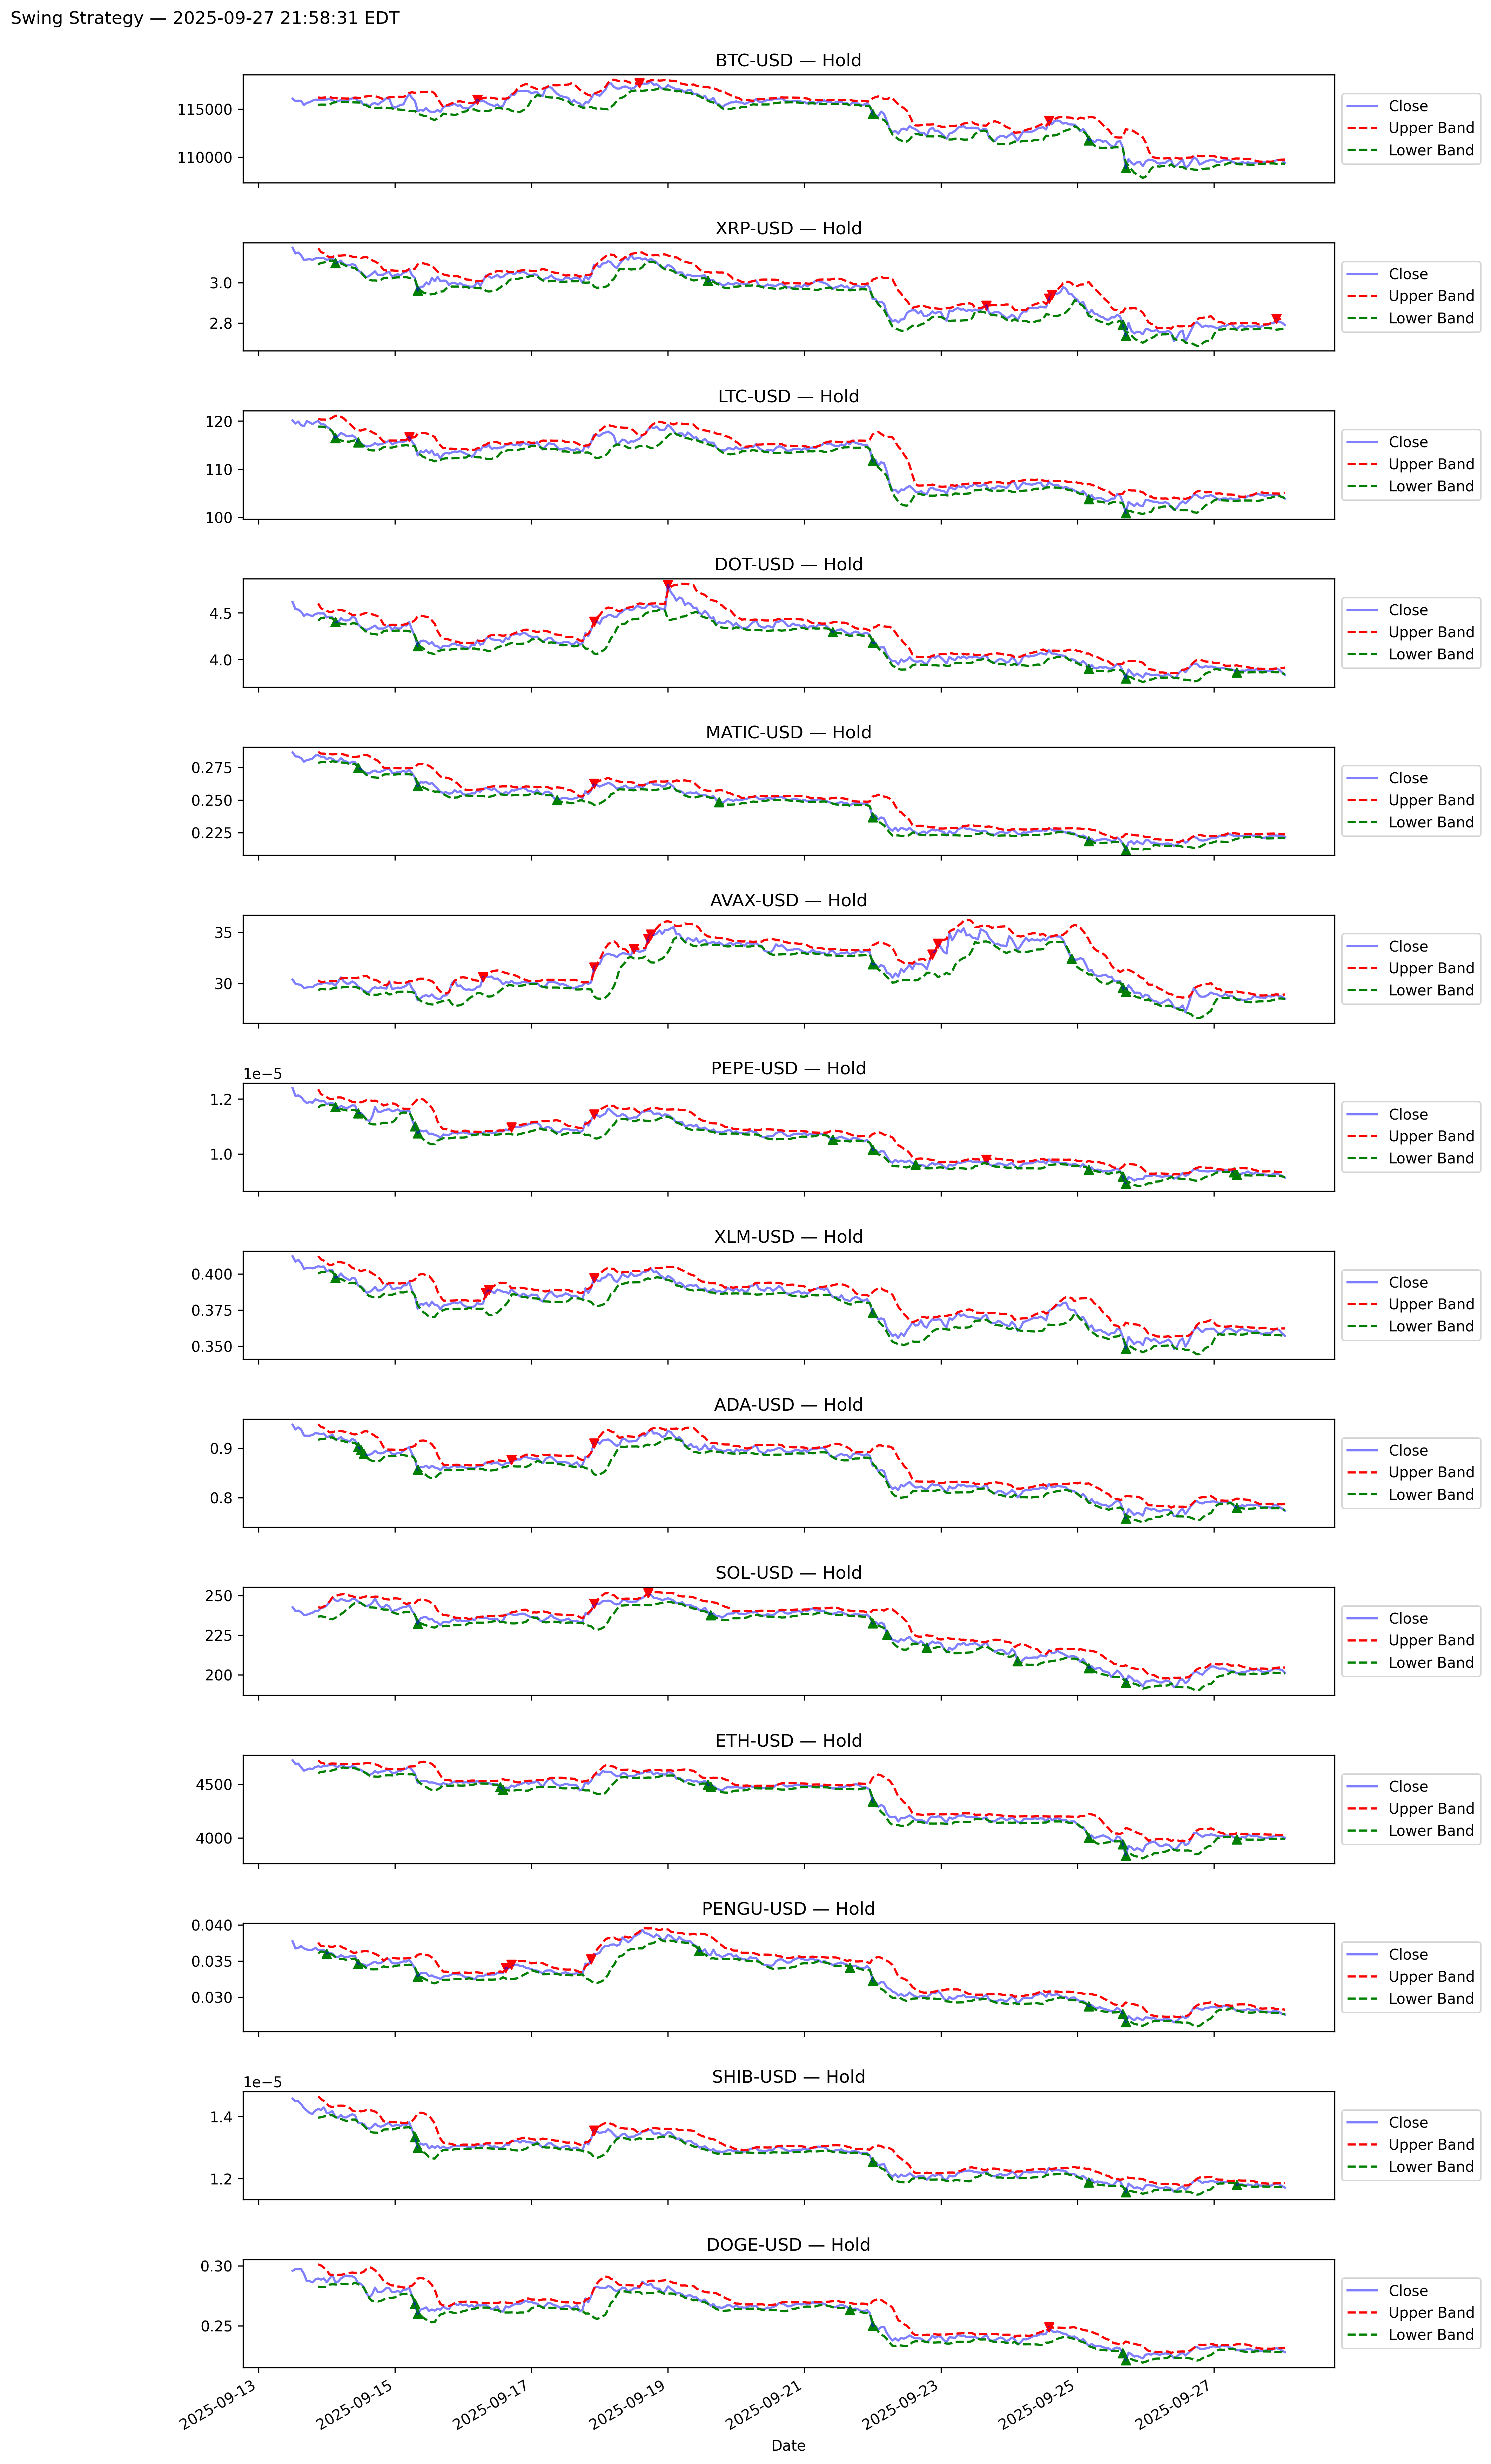 Swing Strategy — 2025-09-27 21:58:31 EDT
BTC-USD — Hold
115000
110000
Close
Upper Band
Lower Band
XRP-USD — Hold
3.0
2.8
Close
Upper Band
Lower Band
LTC-USD — Hold
120
110
100
Close
Upper Band
Lower Band
DOT-USD — Hold
4.5
4.0
Close
Upper Band
Lower Band
MATIC-USD — Hold
0.275
0.250
0.225
Close
Upper Band
Lower Band
AVAX-USD — Hold
35
30
Close
Upper Band
Lower Band
PEPE-USD — Hold
1e−5
1.2
1.0
Close
Upper Band
Lower Band
XLM-USD — Hold
0.400
0.375
0.350
Close
Upper Band
Lower Band
ADA-USD — Hold
0.9
0.8
Close
Upper Band
Lower Band
SOL-USD — Hold
250
225
200
Close
Upper Band
Lower Band
ETH-USD — Hold
4500
4000
Close
Upper Band
Lower Band
PENGU-USD — Hold
0.040
0.035
0.030
Close
Upper Band
Lower Band
SHIB-USD — Hold
1e−5
1.4
1.2
Close
Upper Band
Lower Band
DOGE-USD — Hold
0.30
0.25
Close
Upper Band
Lower Band
2025-09-13
2025-09-15
2025-09-17
2025-09-19
2025-09-21
2025-09-23
2025-09-25
2025-09-27
Date